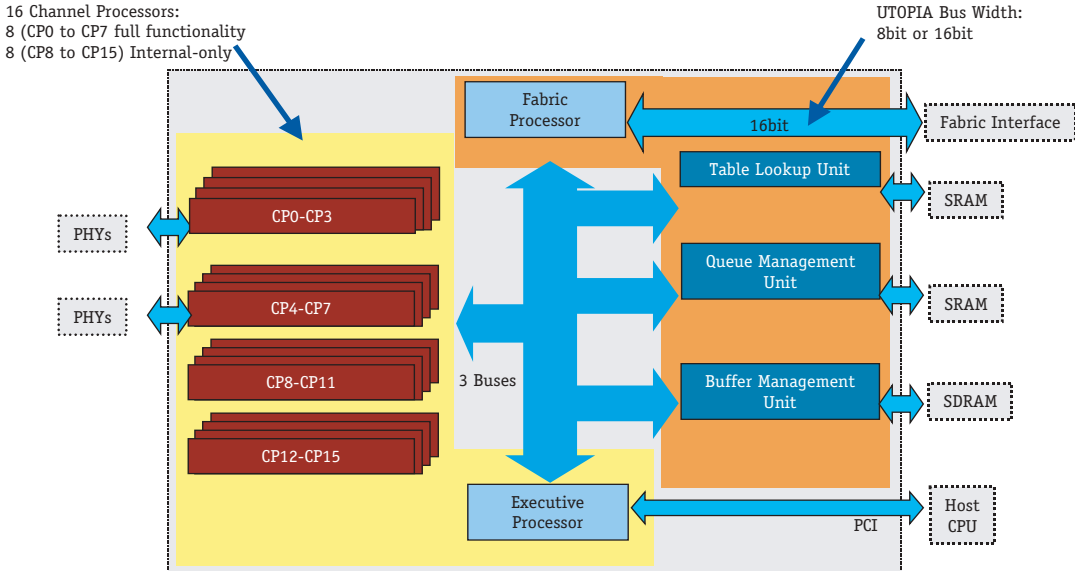 16 Channel Processors:
8 (CP0 to CP7 full functionality
8 (CP8 to CP15) Internal-only
UTOPIA Bus Width:
8bit or 16bit
Fabric
Processor
16bit
Fabric Interface
Table Lookup Unit
SRAM
CP0-CP3
PHYs
Queue Management
Unit
SRAM
CP4-CP7
PHYs
3 Buses
CP8-CP11
Buffer Management
Unit
SDRAM
CP12-CP15
Executive
Processor
PCI
Host
CPU